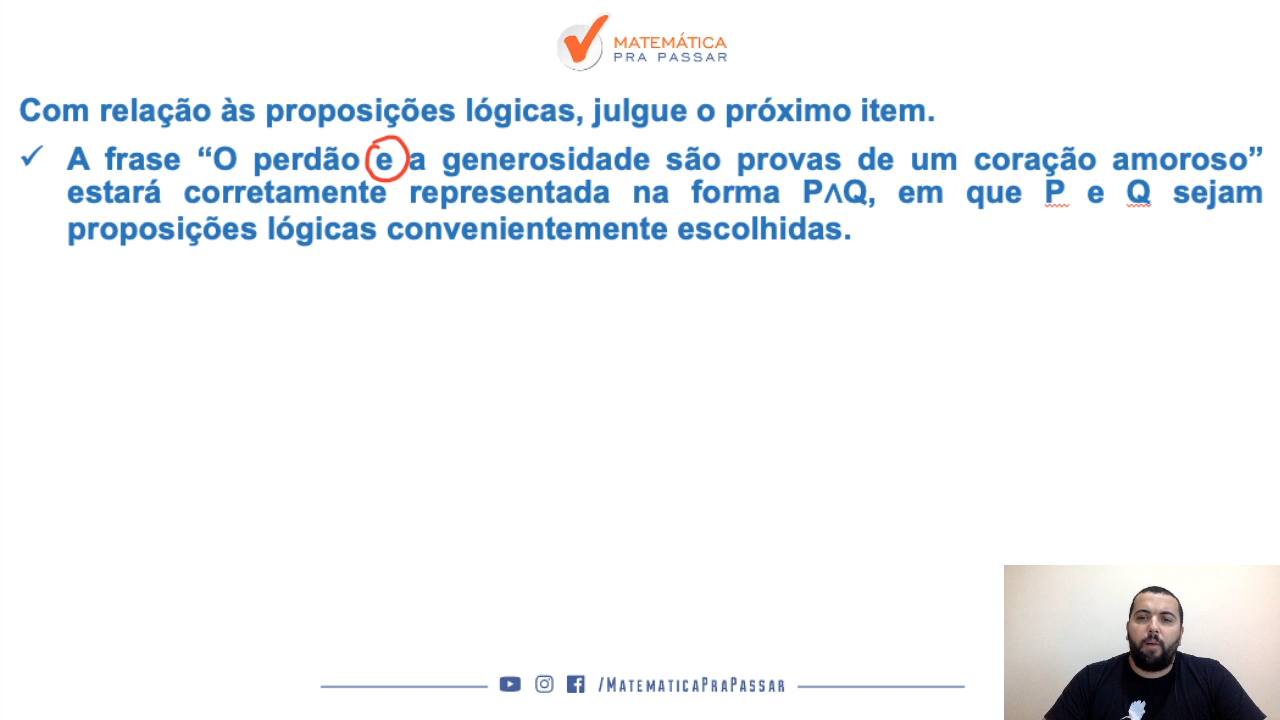 MATEMÁTICA
PRA PASSAR
Com relação às proposições lógicas, julgue o próximo item.
✓ A frase “O perdão e a generosidade são provas de um coração amoroso”
estará corretamente representada na forma P∧Q, em que P e Q sejam
proposições lógicas convenientemente escolhidas.
/MATEMATICAPRAPASSAR